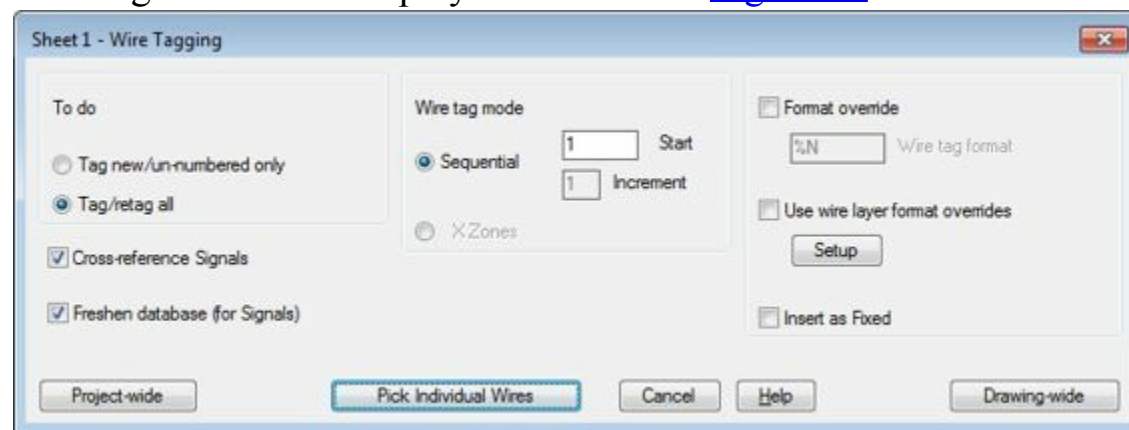 Sheet 1 - Wire Tagging
To do
Tag new/un-numbered only
Tag/retag all
Cross-reference Signals
Freshen database (for Signals)
Wire tag mode
Sequential
1 Start
1 Increment
X Zones
Format override
%N Wire tag format
Use wire layer format overrides
Setup
Insert as Fixed
Project-wide
Pick Individual Wires
Cancel
Help
Drawing-wide